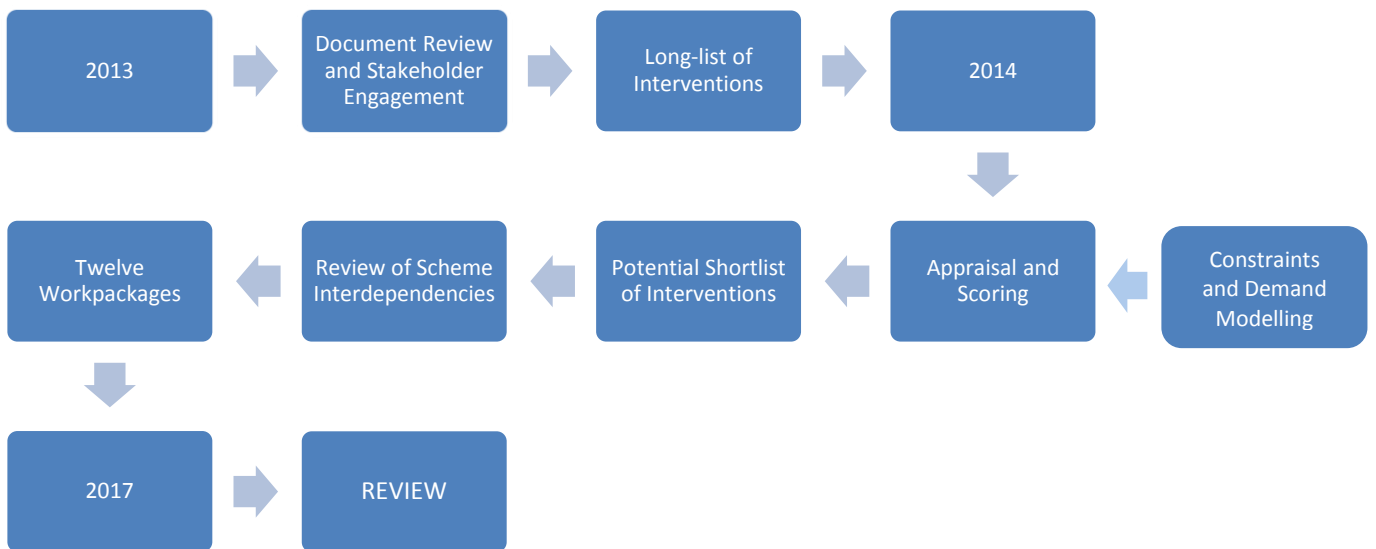 2013
Document Review
and Stakeholder
Engagement
Long-list of
Interventions
2014
Twelve
Workpackages
Review of Scheme
Interdependencies
Potential Shortlist
of Interventions
Appraisal and
Scoring
Constraints
and Demand
Modelling
2017
REVIEW